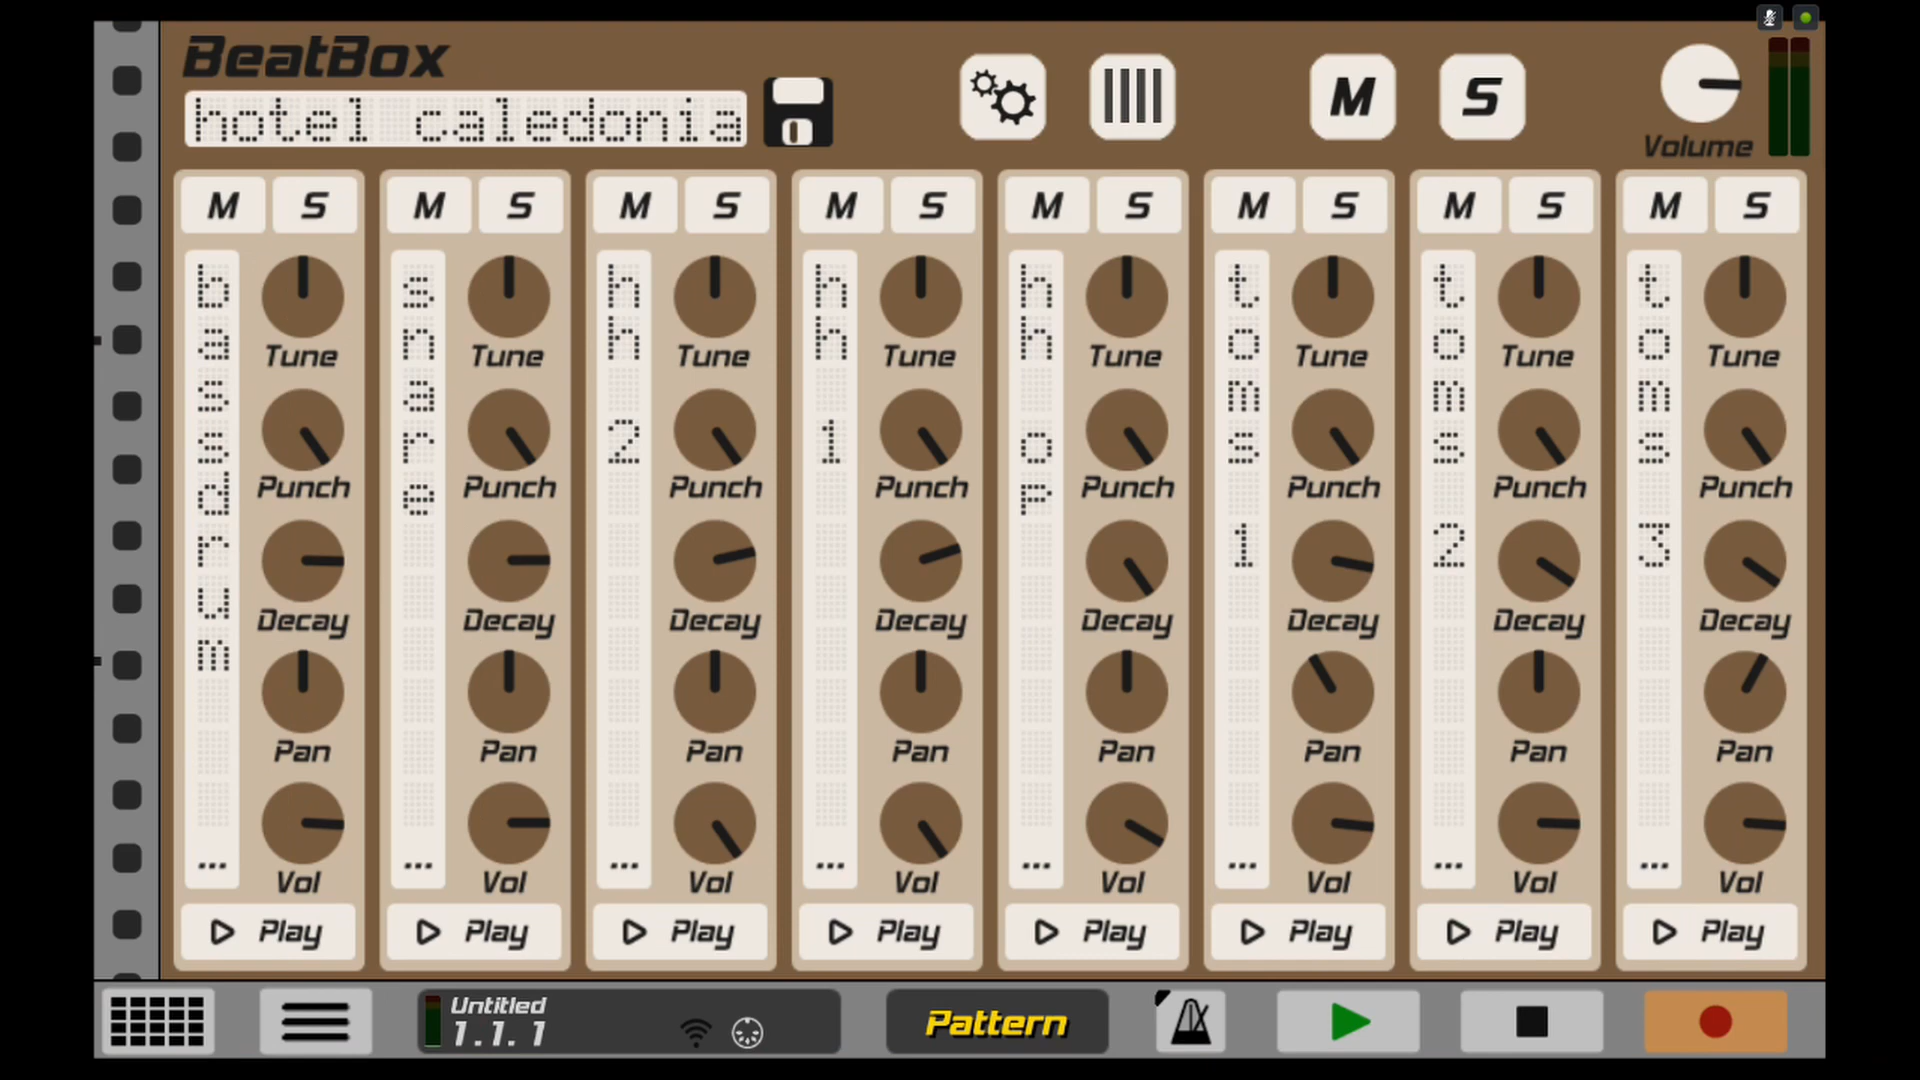 BeatBox
hotel caledonia
M S
Volume
M S M S M S M S M S M S M S M S
bassdrum
snare
hh 2
hh 1
hh op
toms 1
toms 2
toms 3
Tune Tune Tune Tune Tune Tune Tune Tune
Punch Punch Punch Punch Punch Punch Punch Punch
Decay Decay Decay Decay Decay Decay Decay Decay
Pan Pan Pan Pan Pan Pan Pan Pan
... ... ... ... ... ... ... ...
Vol Vol Vol Vol Vol Vol Vol Vol
Play Play Play Play Play Play Play Play
Untitled
1.1.1
Pattern